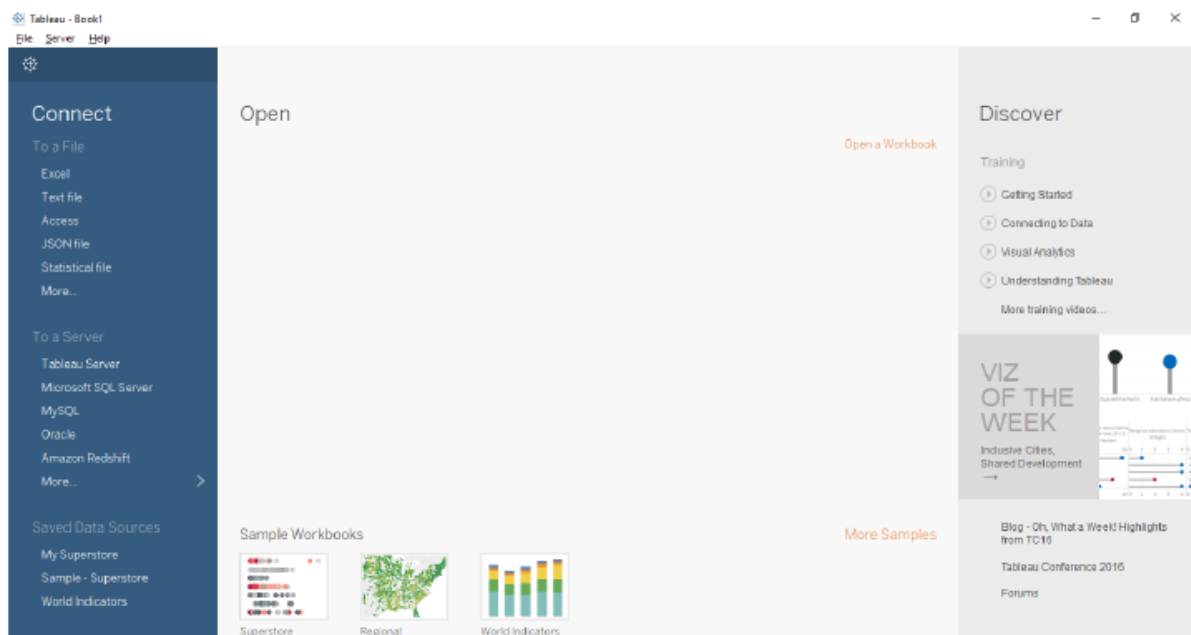 Tableau - Book1
File Server Help
Connect
To a File
Excel
Text file
Access
JSON file
Statistical file
More...
To a Server
Tableau Server
Microsoft SQL Server
MySQL
Oracle
Amazon Redshift
More...
Saved Data Sources
My Superstore
Sample - Superstore
World Indicators
Open
Open a Workbook
Sample Workbooks
More Samples
Superstore
Regional
World Indicators
Discover
Training
Getting Started
Connecting to Data
Visual Analytics
Understanding Tableau
More training videos...
VIZ
OF THE
WEEK
Inclusive Cities,
Shared Development
Blog - Oh, What a Week! Highlights
from TC16
Tableau Conference 2016
Forums